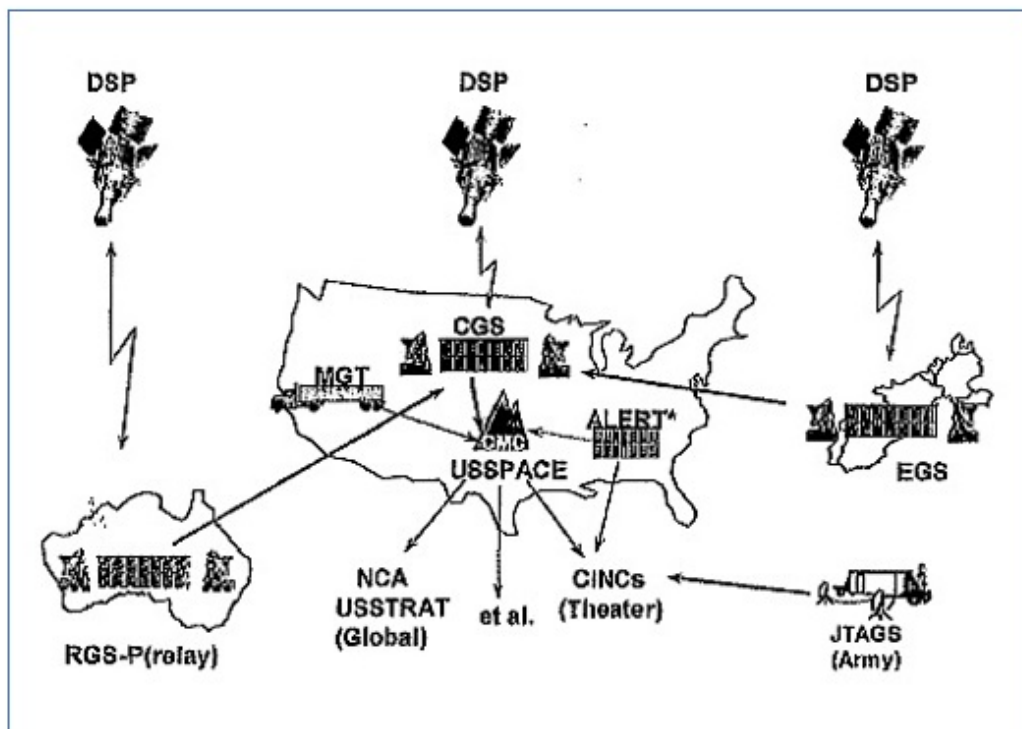 DSP
DSP
DSP
CGS
MGT
ALERT*
CMC
USSPACE
EGS
NCA
USSTRAT
(Global)
et al.
CINCs
(Theater)
JTAGS
(Army)
RGS-P(relay)